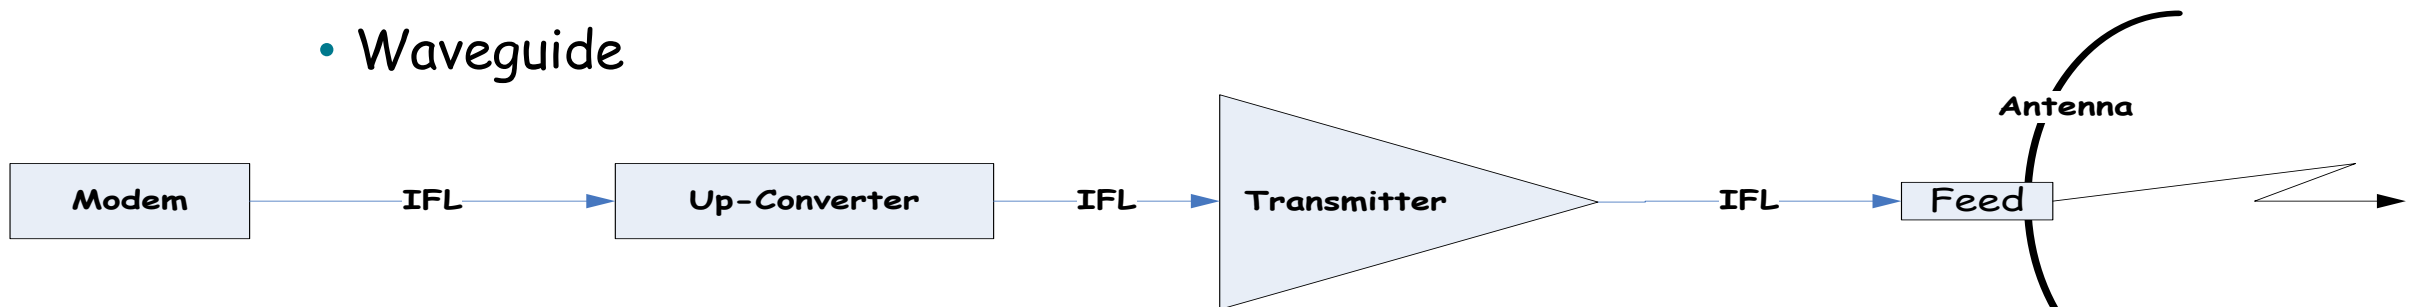 • Waveguide
Antenna
Modem IFL Up-Converter IFL Transmitter IFL Feed